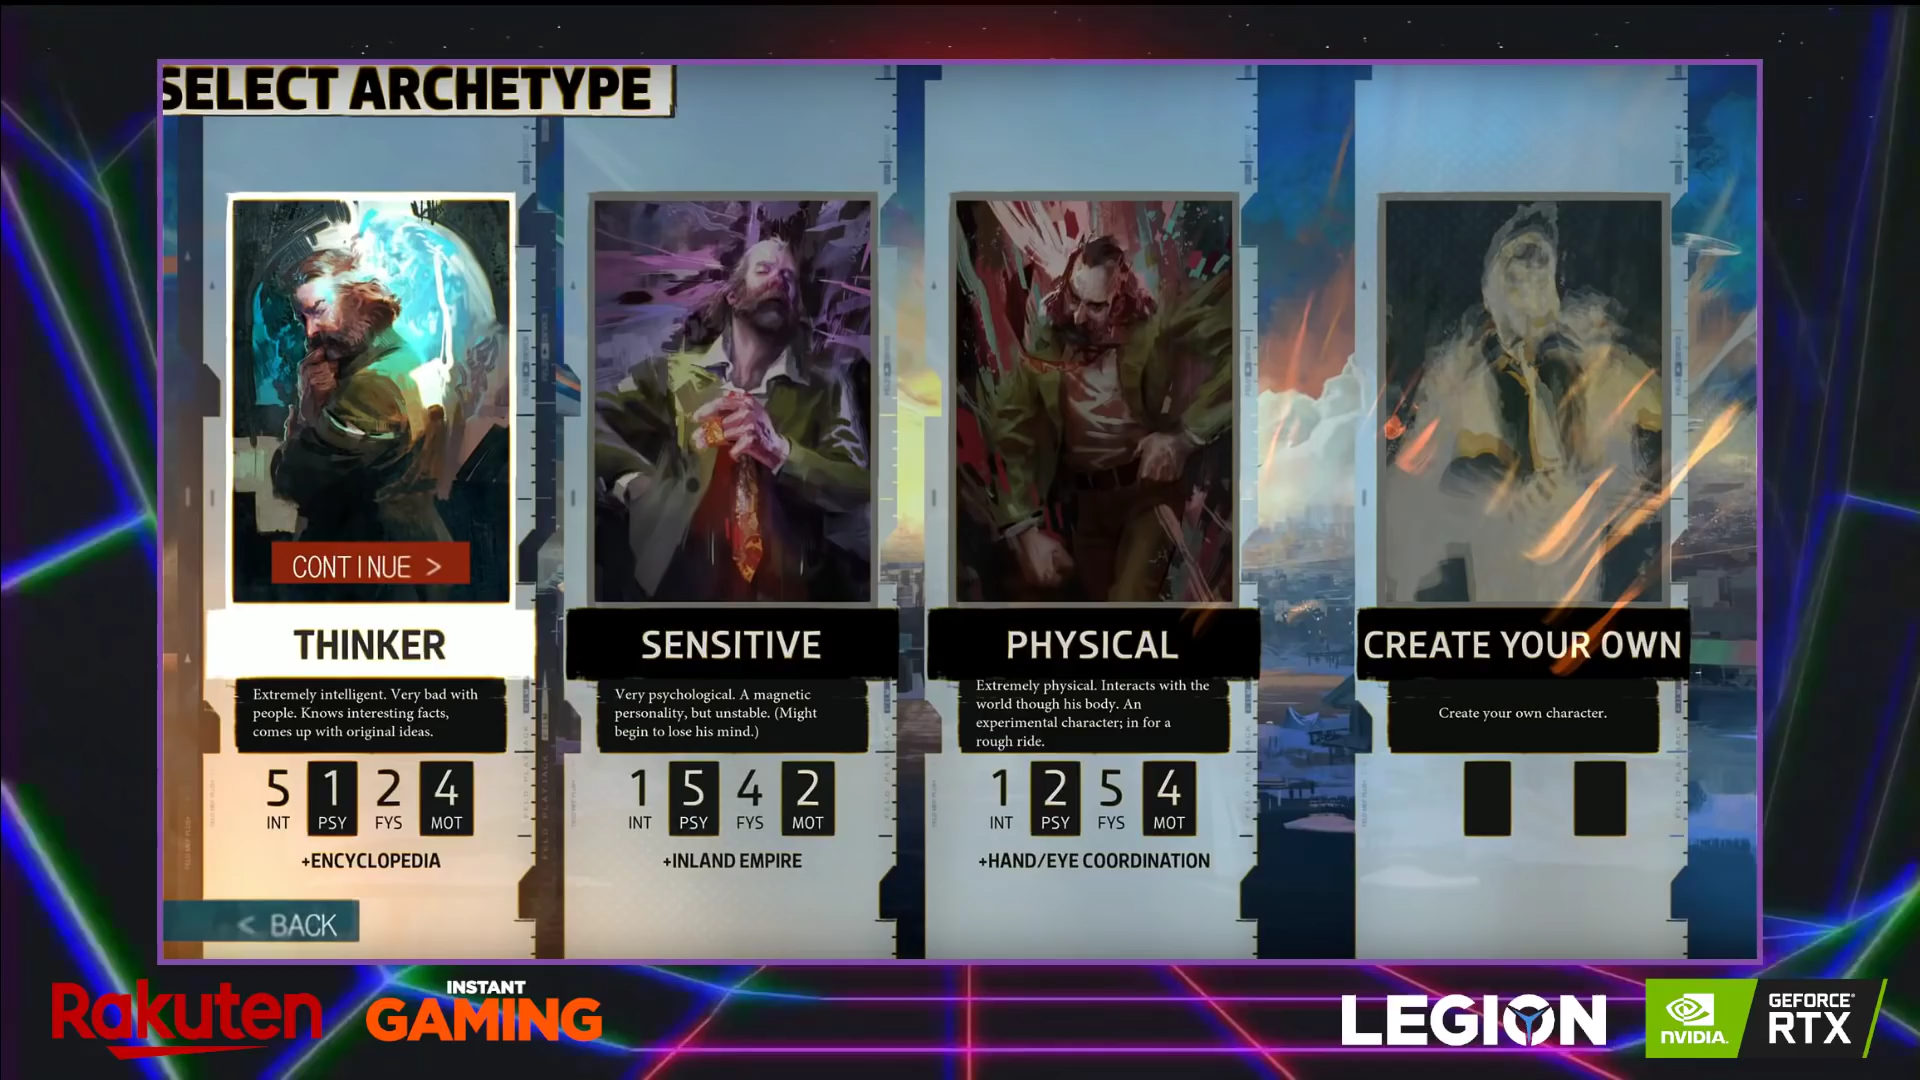 SELECT ARCHETYPE
CONTINUE >
THINKER
Extremely intelligent. Very bad with
people. Knows interesting facts,
comes up with original ideas.
5 1 2 4
INT PSY FYS MOT
+ENCYCLOPEDIA
SENSITIVE
Very psychological. A magnetic
personality, but unstable. (Might
begin to lose his mind.)
1 5 4 2
INT PSY FYS MOT
+INLAND EMPIRE
PHYSICAL
Extremely physical. Interacts with the
world though his body. An
experimental character; in for a
rough ride.
1 2 5 4
INT PSY FYS MOT
+HAND/EYE COORDINATION
CREATE YOUR OWN
Create your own character.
< BACK
Rakuten
INSTANT
GAMING
LEGION
NVIDIA.
GEFORCE®
RTX